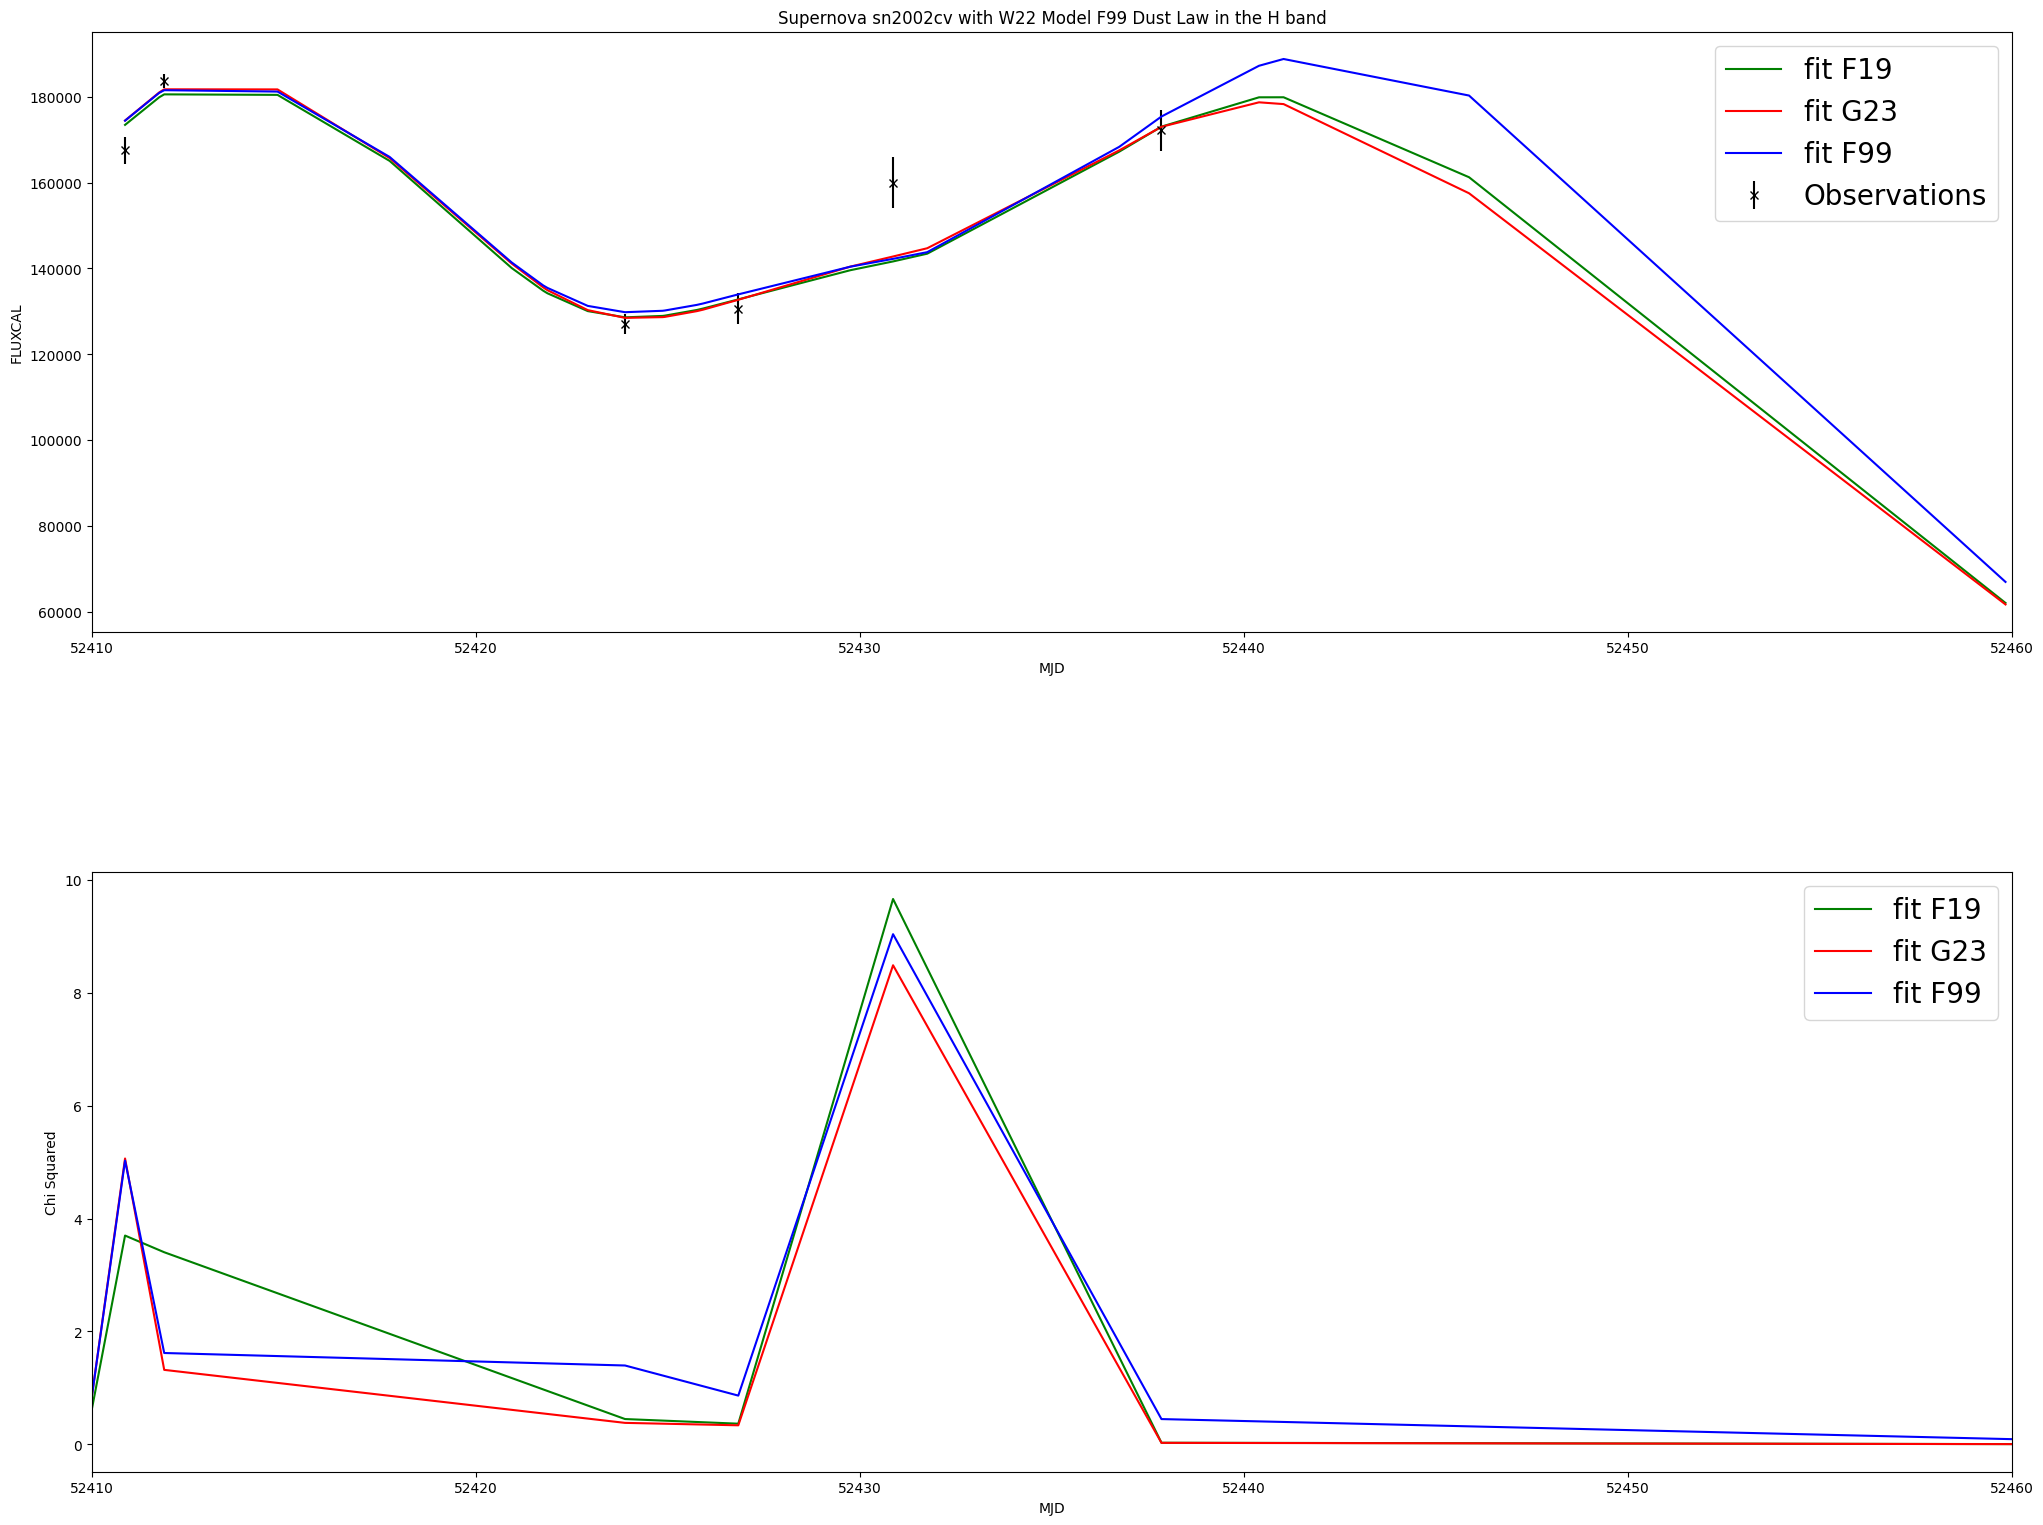 Supernova sn2002cv with W22 Model F99 Dust Law in the H band
FLUXCAL
180000
160000
140000
120000
100000
80000
60000
fit F19
fit G23
fit F99
Observations
52410 52420 52430 52440 52450 52460
MJD
Chi Squared
10
8
6
4
2
0
fit F19
fit G23
fit F99
52410 52420 52430 52440 52450 52460
MJD